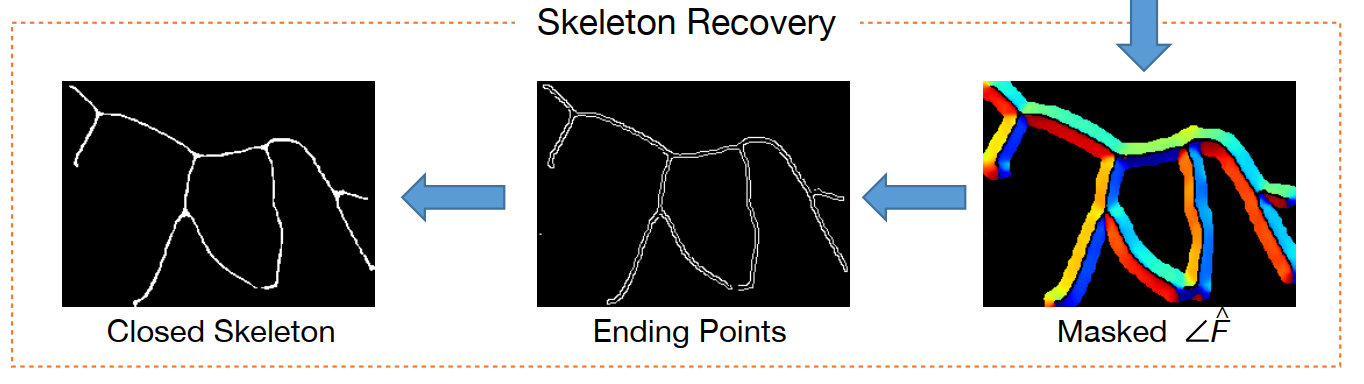 Skeleton Recovery
Closed Skeleton
Ending Points
Masked ∠F̂